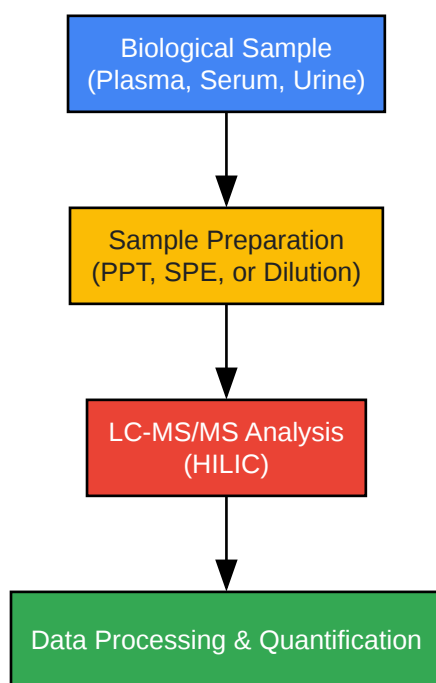 Biological Sample
(Plasma, Serum, Urine)
Sample Preparation
(PPT, SPE, or Dilution)
LC-MS/MS Analysis
(HILIC)
Data Processing & Quantification